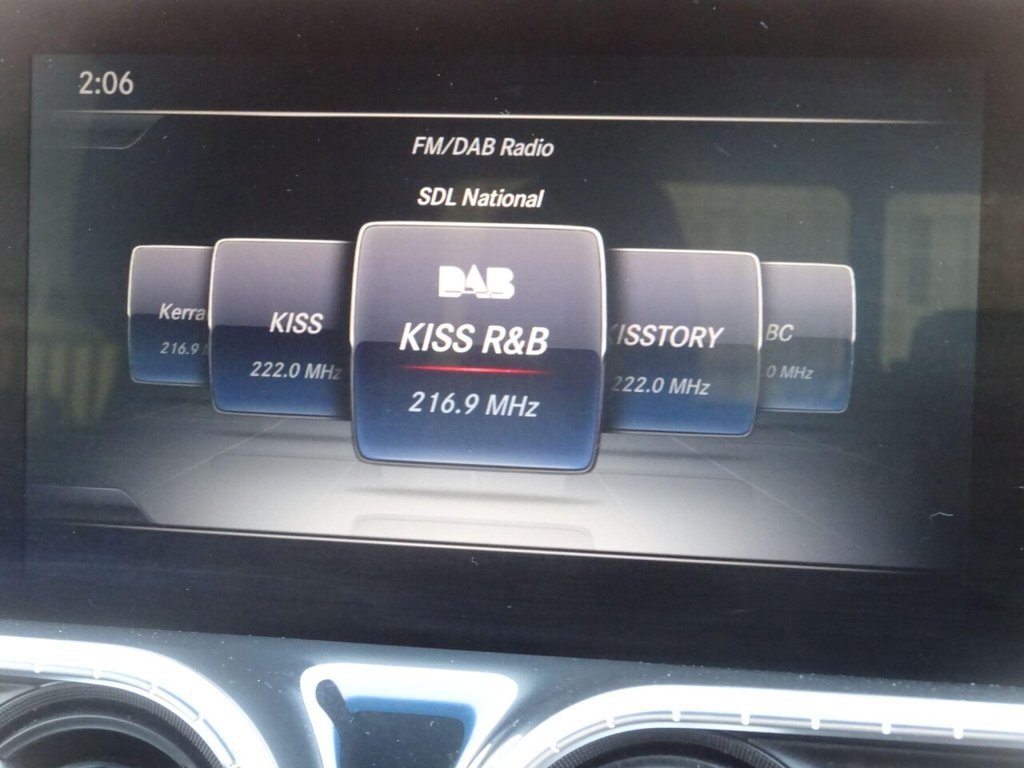 2:06
FM/DAB Radio
SDL National
Kerra
216.9
KISS
222.0 MHz
DAB
KISS R&B
216.9 MHz
ISSTORY
222.0 MHz
BC
.0 MHz